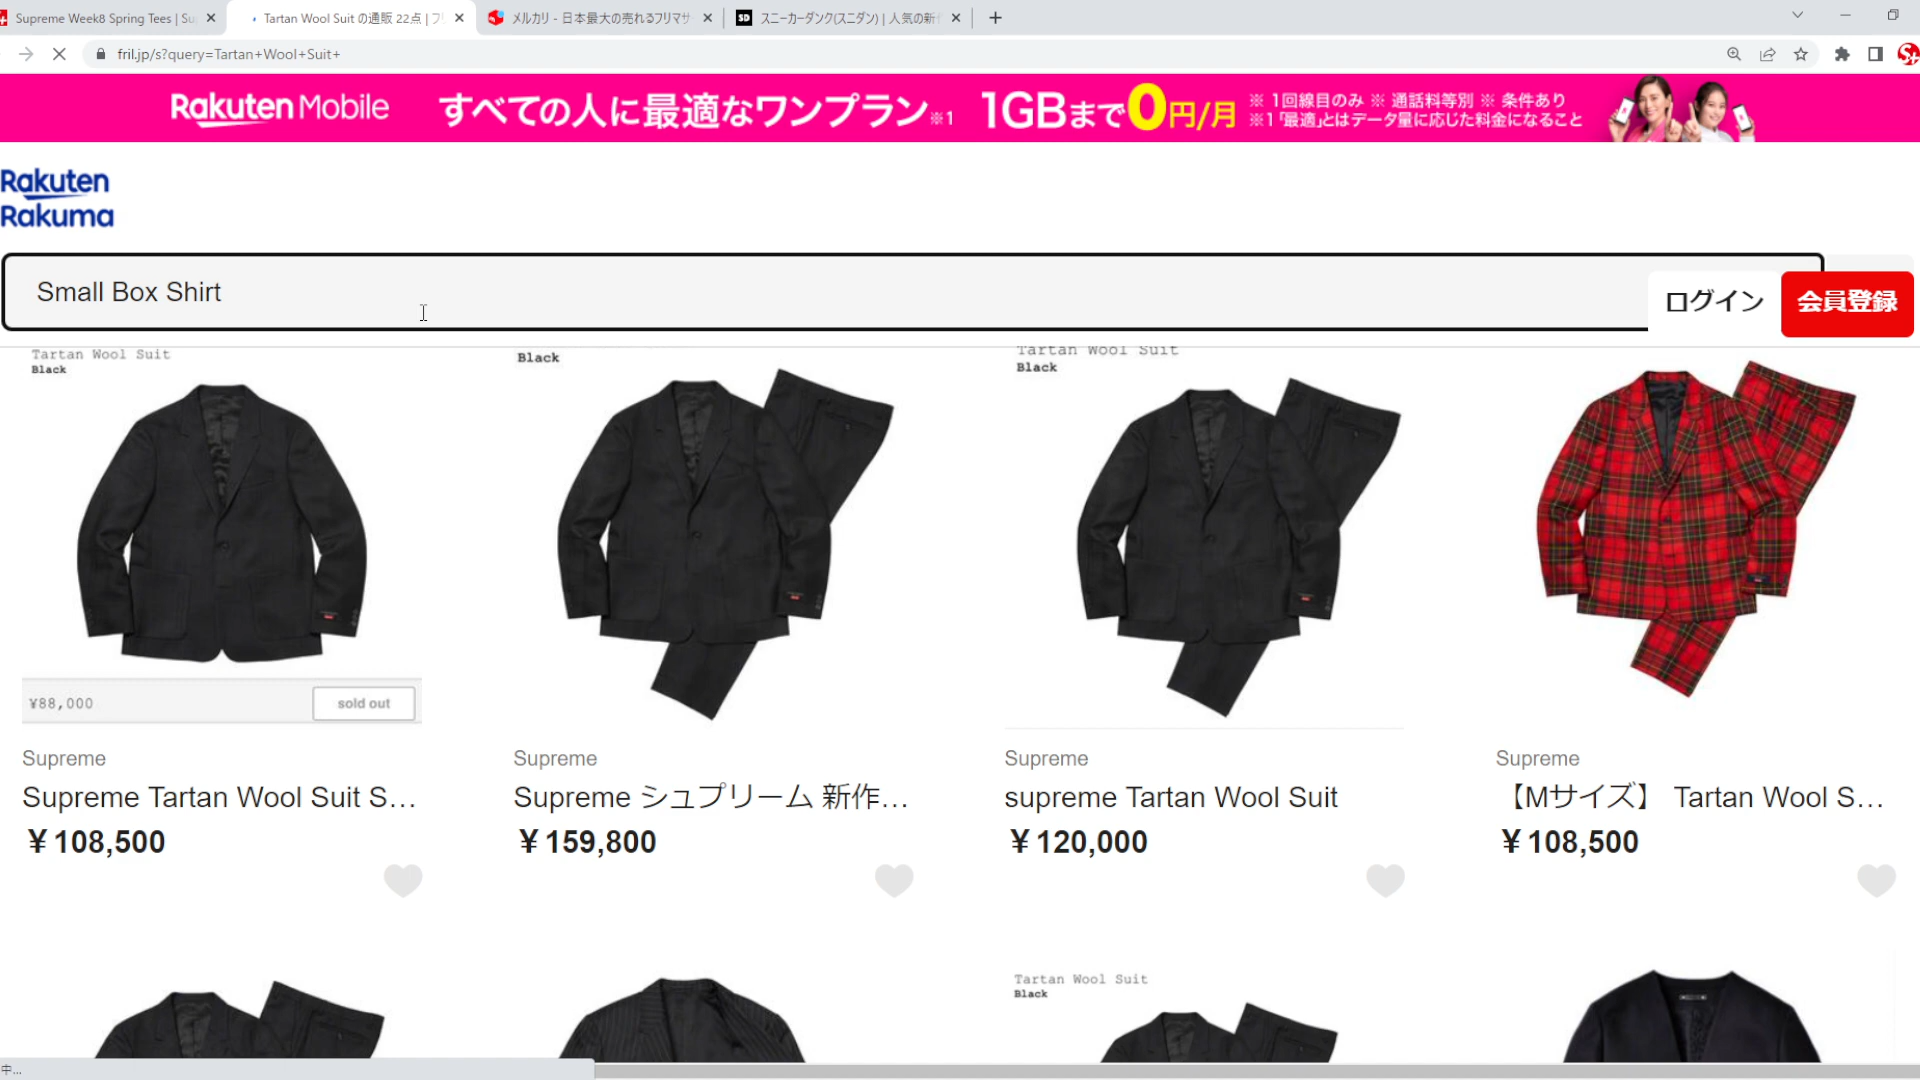 Supreme Week8 Spring Tees | Su
Tartan Wool Suit の通販 22点 | フ
メルカリ - 日本最大の売れるフリマサ
SD スニーカーダンク(スニダン) | 人気の新
fril.jp/s?query=Tartan+Wool+Suit+
Rakuten Mobile すべての人に最適なワンプラン※1 1GBまで0円/月 ※ 1回線目のみ ※ 通話料等別 ※ 条件あり
※1「最適」とはデータ量に応じた料金になること
Rakuten
Rakuma
Small Box Shirt
ログイン
会員登録
Tartan Wool Suit
Black
Black
Tartan Wool Suit
Black
¥88,000
sold out
Supreme
Supreme Tartan Wool Suit S...
￥108,500
Supreme
Supreme シュプリーム 新作...
￥159,800
Supreme
supreme Tartan Wool Suit
￥120,000
Supreme
【Mサイズ】 Tartan Wool S...
￥108,500
Tartan Wool Suit
Black
中...